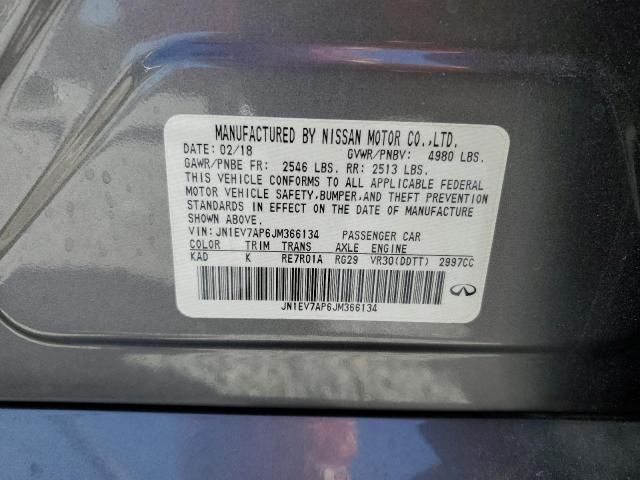 MANUFACTURED BY NISSAN MOTOR CO.,LTD.
DATE: 02/18 GVWR/PNBV: 4980 LBS.
GAWR/PNBE FR: 2546 LBS. RR: 2513 LBS.
THIS VEHICLE CONFORMS TO ALL APPLICABLE FEDERAL
MOTOR VEHICLE SAFETY,BUMPER,AND THEFT PREVENTION
STANDARDS IN EFFECT ON THE DATE OF MANUFACTURE
SHOWN ABOVE.
VIN: JN1EV7AP6JM366134 PASSENGER CAR
COLOR TRIM TRANS AXLE ENGINE
KAD K RE7R01A RG29 VR30(DDTT) 2997CC
JN1EV7AP6JM366134